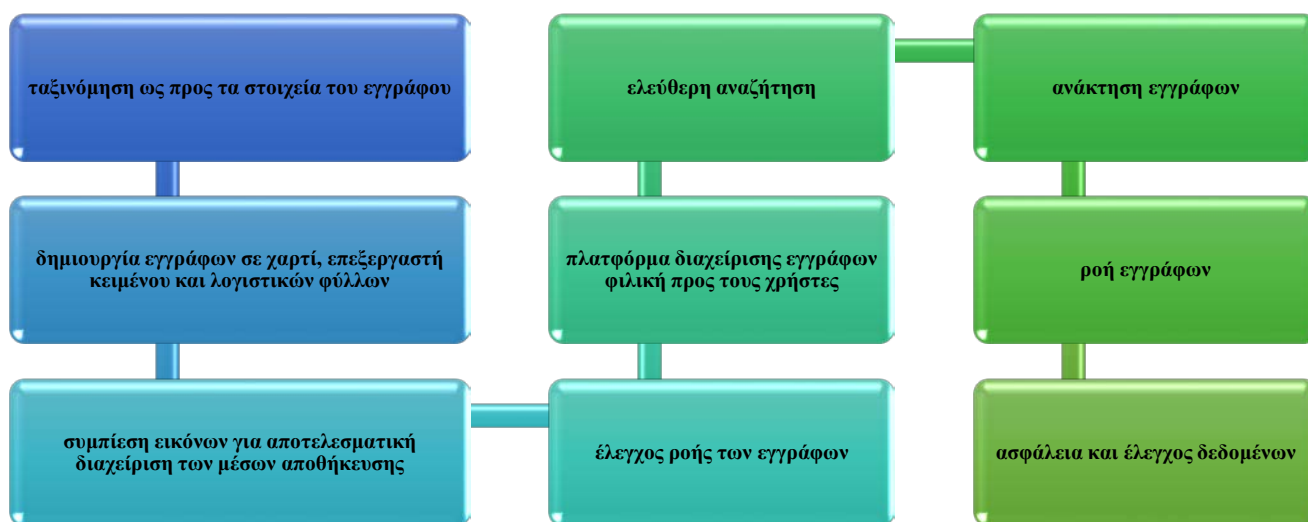 ταξινόμηση ως προς τα στοιχεία του εγγράφου
δημιουργία εγγράφων σε χαρτί, επεξεργαστή
κειμένου και λογιστικών φύλλων
συμπίεση εικόνων για αποτελεσματική
διαχείριση των μέσων αποθήκευσης
έλεγχος ροής των εγγράφων
πλατφόρμα διαχείρισης εγγράφων
φιλική προς τους χρήστες
ελεύθερη αναζήτηση
ανάκτηση εγγράφων
ροή εγγράφων
ασφάλεια και έλεγχος δεδομένων